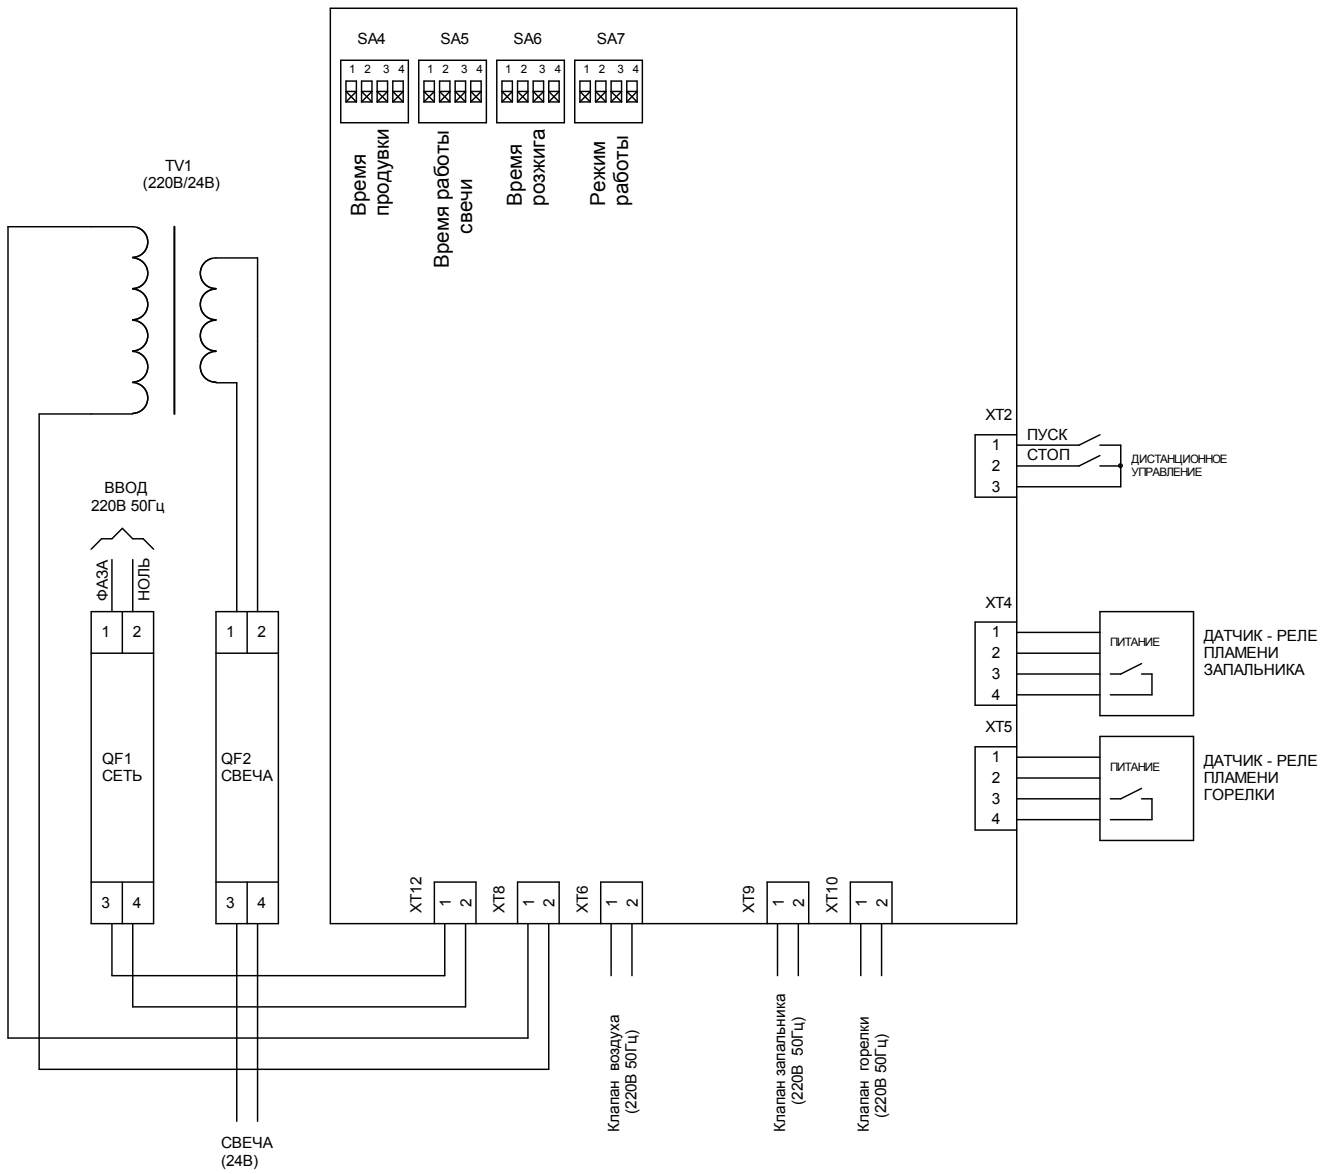 SA4
SA5
SA6
SA7
1 2 3 4
1 2 3 4
1 2 3 4
1 2 3 4
Время
продувки
Время работы
свечи
Время
розжига
Режим
работы
TV1
(220В/24В)
ВВОД
220В 50Гц
ФАЗА
НОЛЬ
1 2
1 2
QF1
СЕТЬ
QF2
СВЕЧА
3 4
3 4
XT2
1
2
3
ПУСК
СТОП
ДИСТАНЦИОННОЕ
УПРАВЛЕНИЕ
XT4
1
2
3
4
ПИТАНИЕ
ДАТЧИК - РЕЛЕ
ПЛАМЕНИ
ЗАПАЛЬНИКА
XT5
1
2
3
4
ПИТАНИЕ
ДАТЧИК - РЕЛЕ
ПЛАМЕНИ
ГОРЕЛКИ
XT12
1
2
XT8
1
2
XT6
1
2
XT9
1
2
XT10
1
2
Клапан воздуха
(220В 50Гц)
Клапан запальника
(220В 50Гц)
Клапан горелки
(220В 50Гц)
СВЕЧА
(24В)